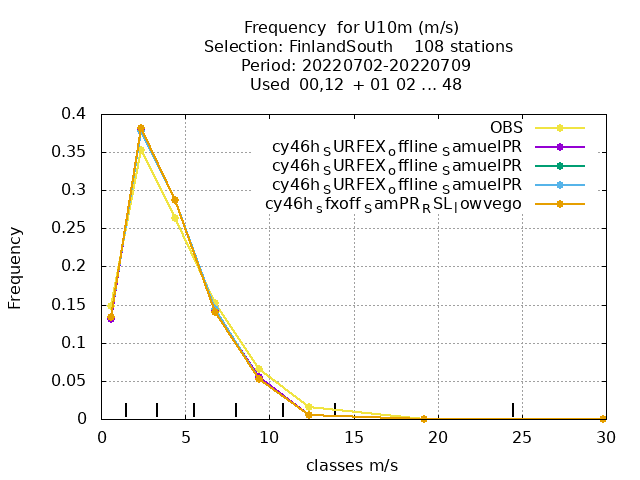 Frequency for U10m (m/s)
Selection: FinlandSouth 108 stations
Period: 20220702-20220709
Used 00,12 + 01 02 ... 48
OBS
cy46h_SURFEX_offline_SamuelPR
cy46h_SURFEX_offline_SamuelPR
cy46h_SURFEX_offline_SamuelPR
cy46h_sfxoff_SamPR_RSL_lowvego
Frequency
0.4
0.35
0.3
0.25
0.2
0.15
0.1
0.05
0
0 5 10 15 20 25 30
classes m/s